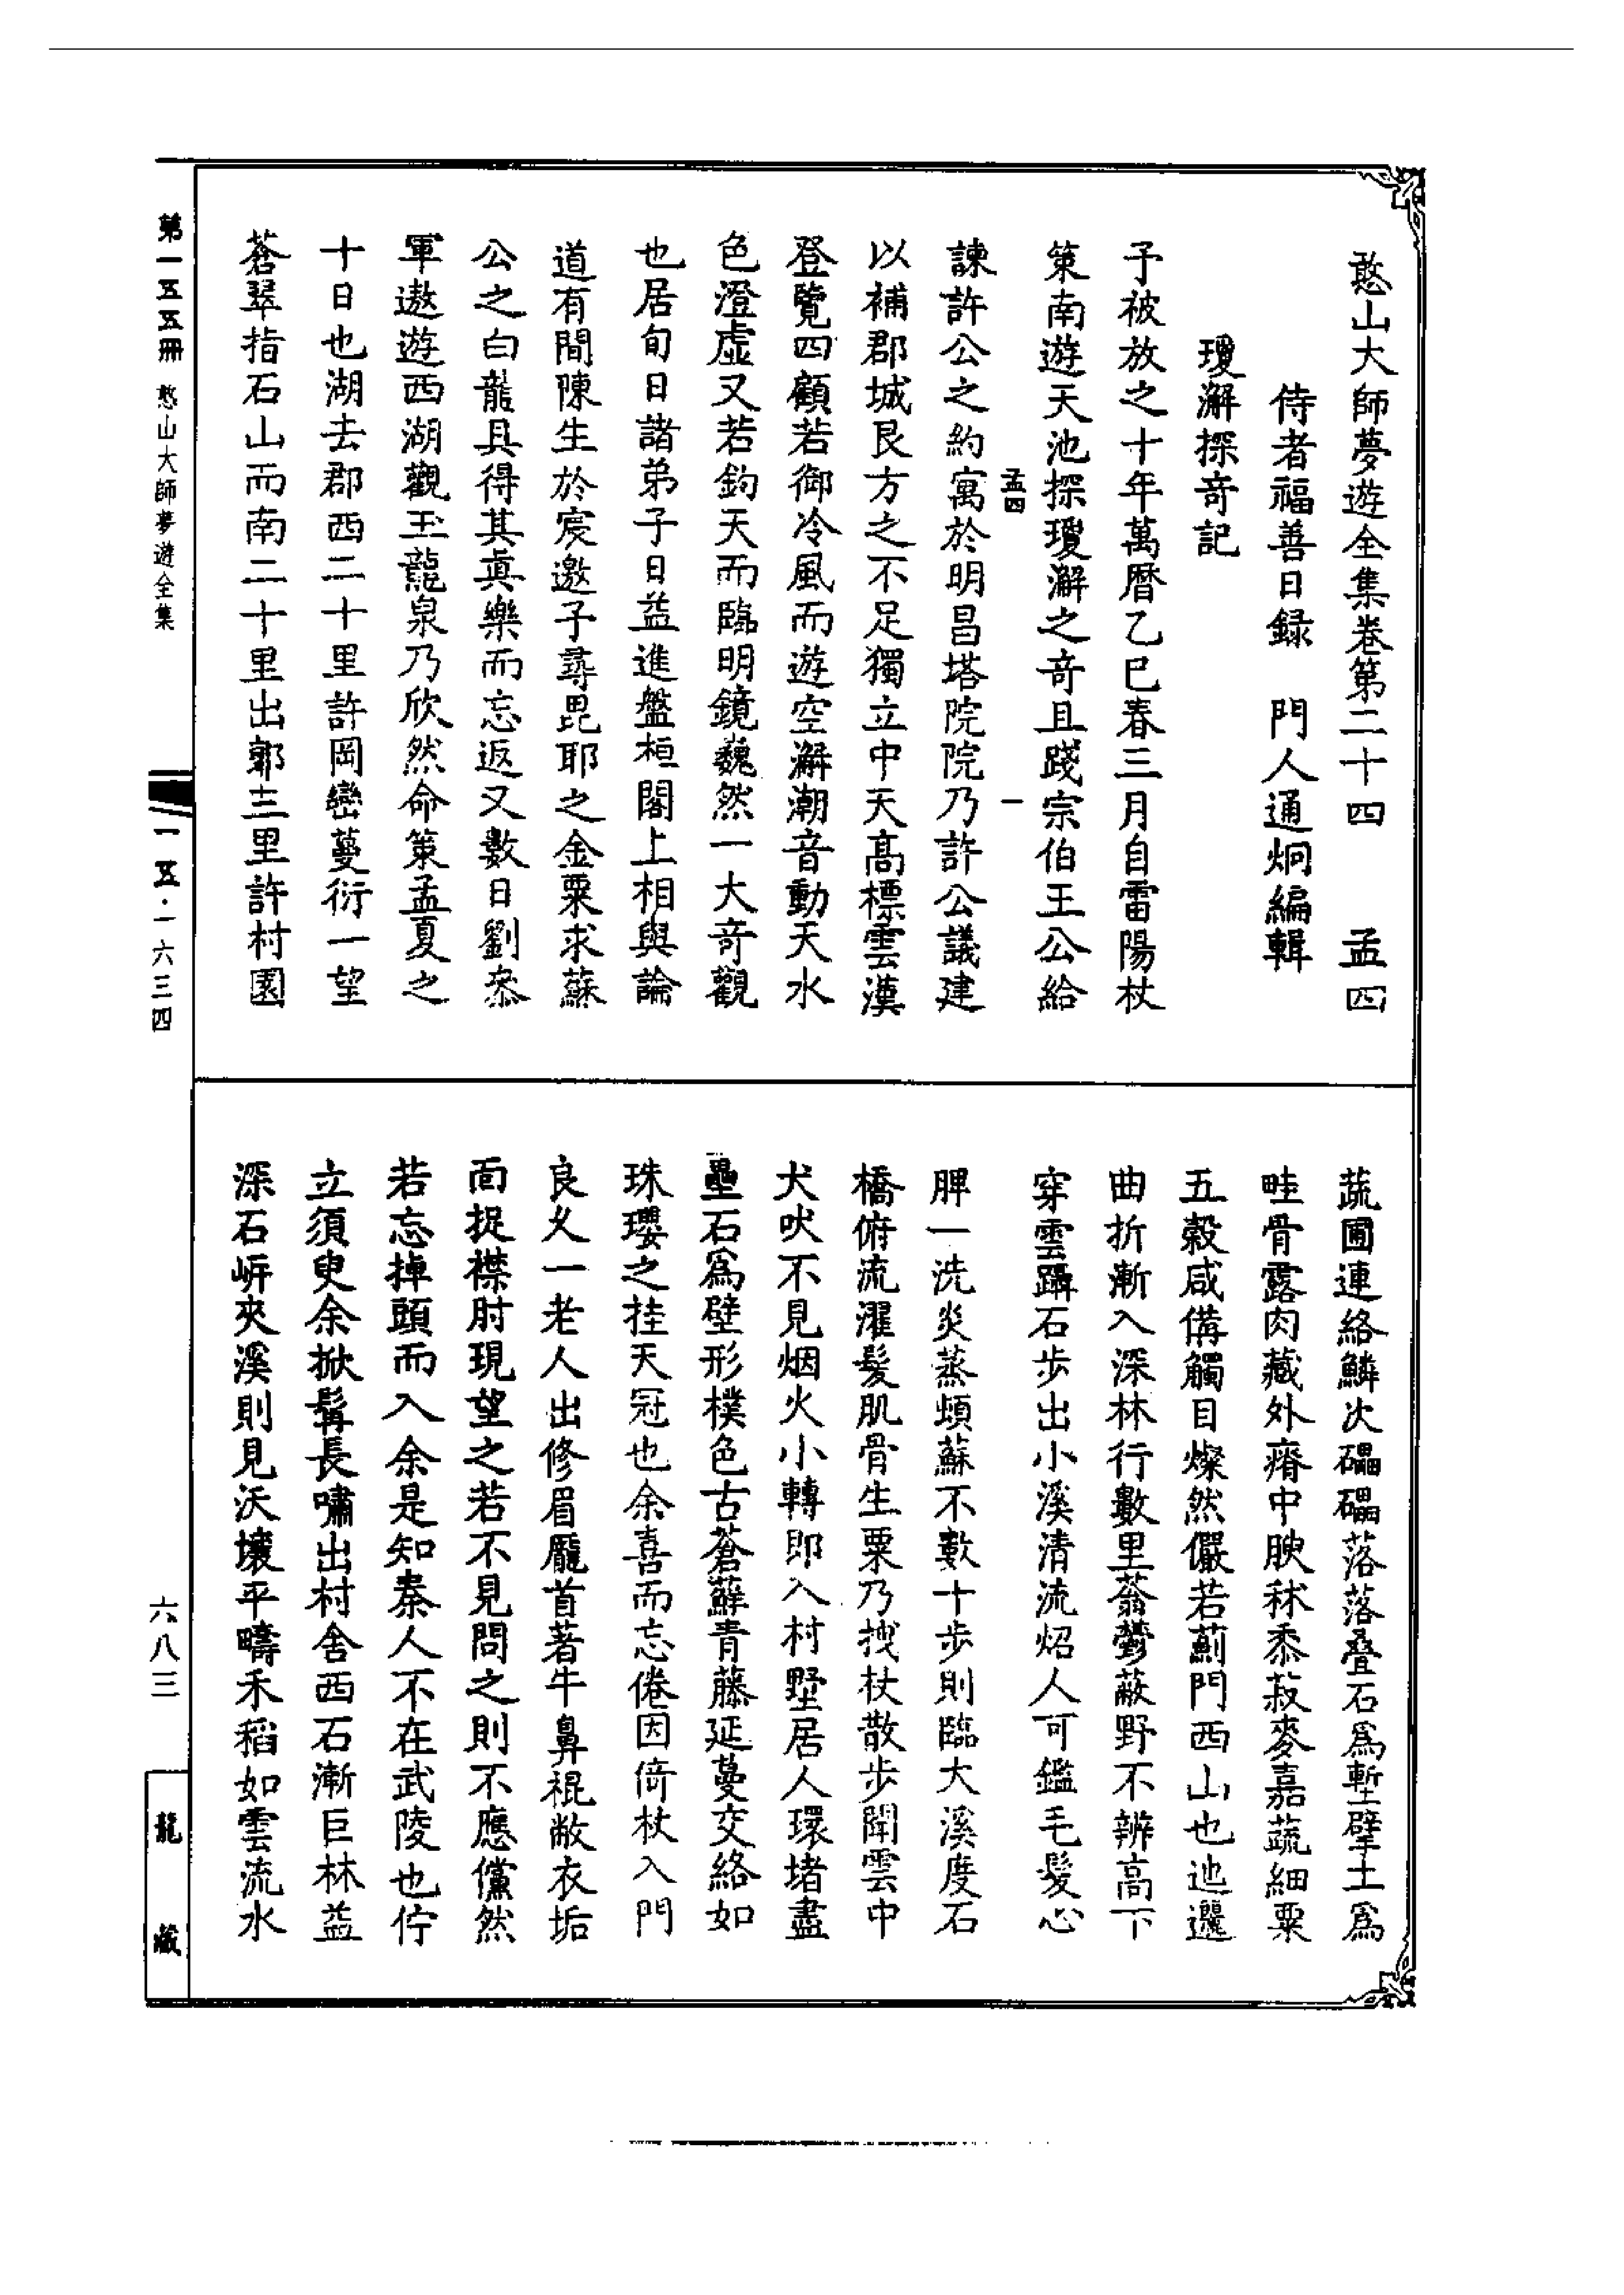 憨山大師夢遊全集卷第二十四　孟四
侍者福善日録　門人通炯編輯
瓊澥探奇記
予被放之十年萬曆乙巳春三月自雷陽杖
策南遊天池探瓊澥之奇且踐宗伯王公給
孟四　一
諫許公之約寓於明昌塔院院乃許公議建
以補郡城艮方之不足獨立中天高標雲漢
登覽四顧若御冷風而遊空澥潮音動天水
色澄虛又若鈞天而臨明鏡巍然一大奇觀
也居旬日諸弟子日益進盤桓閣上相與論
道有間陳生於宸邀予尋毘耶之金粟求蘇
公之白龍具得其眞樂而忘返又數日劉叅
軍遨遊西湖觀玉龍泉乃欣然命策孟夏之
十日也湖去郡西二十里許岡巒蔓衍一望
蒼翠指石山而南二十里出郭三里許村園
蔬圃連絡鱗次礧礧落落疊石爲塹擘土爲
畦骨露肉藏外瘠中腴秫黍菽麥嘉蔬細粟
五穀咸備觸目燦然儼若薊門西山也迆邐
曲折漸入深林行數里蓊鬱蔽野不辨高下
穿雲躡石步出小溪清流炤人可鑑毛髮心
脾一洗炎蒸頓蘇不數十步則臨大溪度石
橋俯流濯髮肌骨生粟乃拽杖散步聞雲中
犬吠不見烟火小轉即入村墅居人環堵盡
壘石爲壁形樸色古蒼蘚青藤延蔓交絡如
珠瓔之挂天冠也余喜而忘倦因倚杖入門
良久一老人出修眉龎首著牛鼻裩敝衣垢
面捉襟肘現望之若不見問之則不應儻然
若忘掉頭而入余是知秦人不在武陵也佇
立須臾余掀髯長嘯出村舍西石漸巨林益
深石岍夾溪則見沃壤平疇禾稻如雲流水
第一五五冊　憨山大師夢遊全集
一五·一六三四
六八三
龍藏